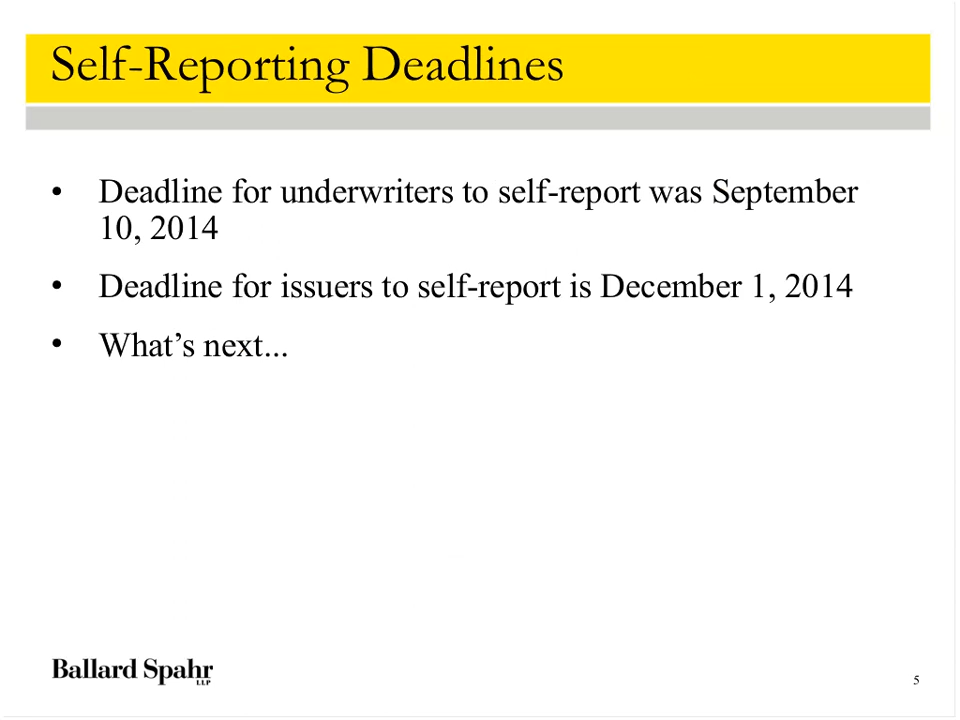 Self-Reporting Deadlines
• Deadline for underwriters to self-report was September
10, 2014
• Deadline for issuers to self-report is December 1, 2014
• What’s next...
Ballard Spahr
LLP
5